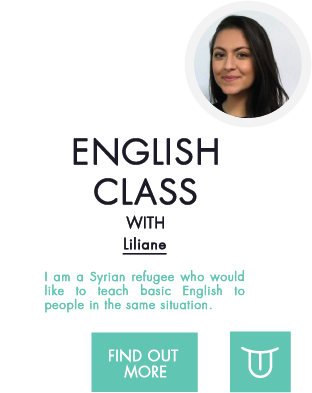 ENGLISH
CLASS
WITH
Liliane
I am a Syrian refugee who would
like to teach basic English to
people in the same situation.
FIND OUT
MORE